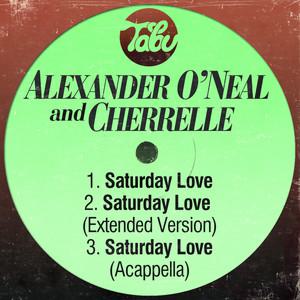 Tabu
ALEXANDER O'NEAL
and CHERRELLE
1. Saturday Love
2. Saturday Love
(Extended Version)
3. Saturday Love
(Acappella)